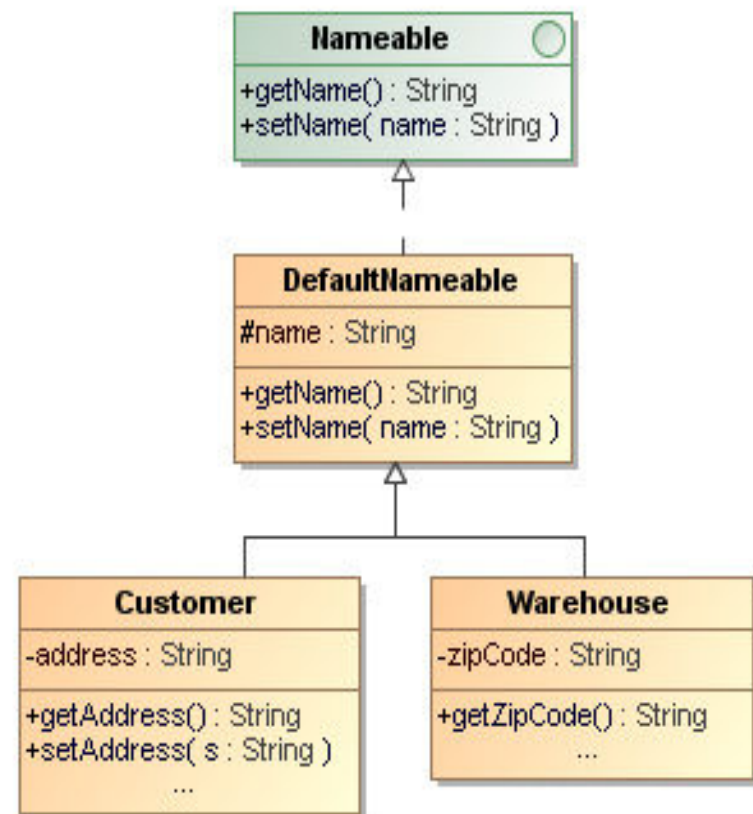 Nameable
+getName() : String
+setName( name : String )
DefaultNameable
#name : String
+getName() : String
+setName( name : String )
Customer
-address : String
+getAddress() : String
+setAddress( s : String )
...
Warehouse
-zipCode : String
+getZipCode() : String
...